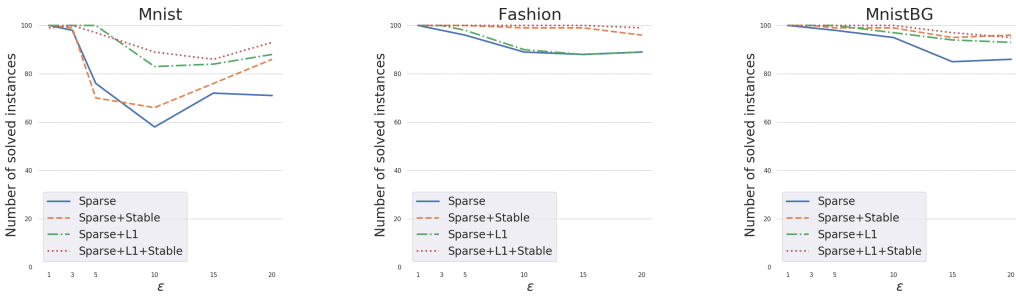 Mnist
Number of solved instances
100
80
60
40
20
0
Sparse
Sparse+Stable
Sparse+L1
Sparse+L1+Stable
1 3 5 10 15 20
ε
Fashion
Number of solved instances
100
80
60
40
20
0
Sparse
Sparse+Stable
Sparse+L1
Sparse+L1+Stable
1 3 5 10 15 20
ε
MnistBG
Number of solved instances
100
80
60
40
20
0
Sparse
Sparse+Stable
Sparse+L1
Sparse+L1+Stable
1 3 5 10 15 20
ε